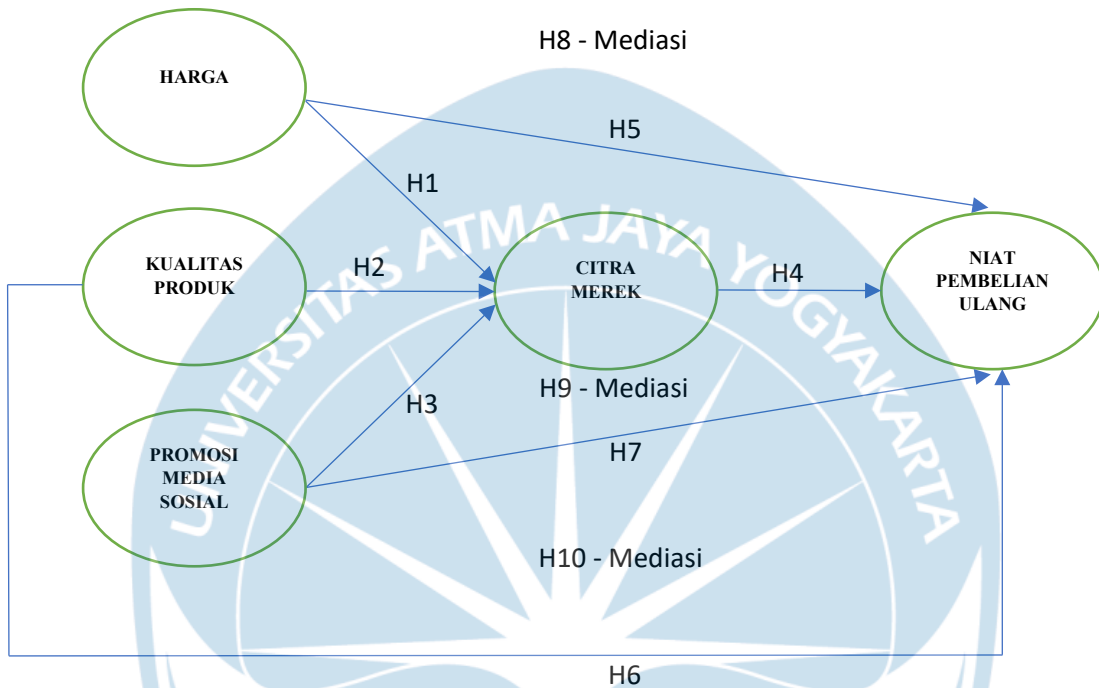 H8 - Mediasi
HARGA
H5
H1
UNIVERSITAS ATMA JAYA YOGYAKARTA
KUALITAS
PRODUK
H2
CITRA
MEREK
H4
NIAT
PEMBELIAN
ULANG
H9 - Mediasi
H3
H7
PROMOSI
MEDIA
SOSIAL
H10 - Mediasi
H6